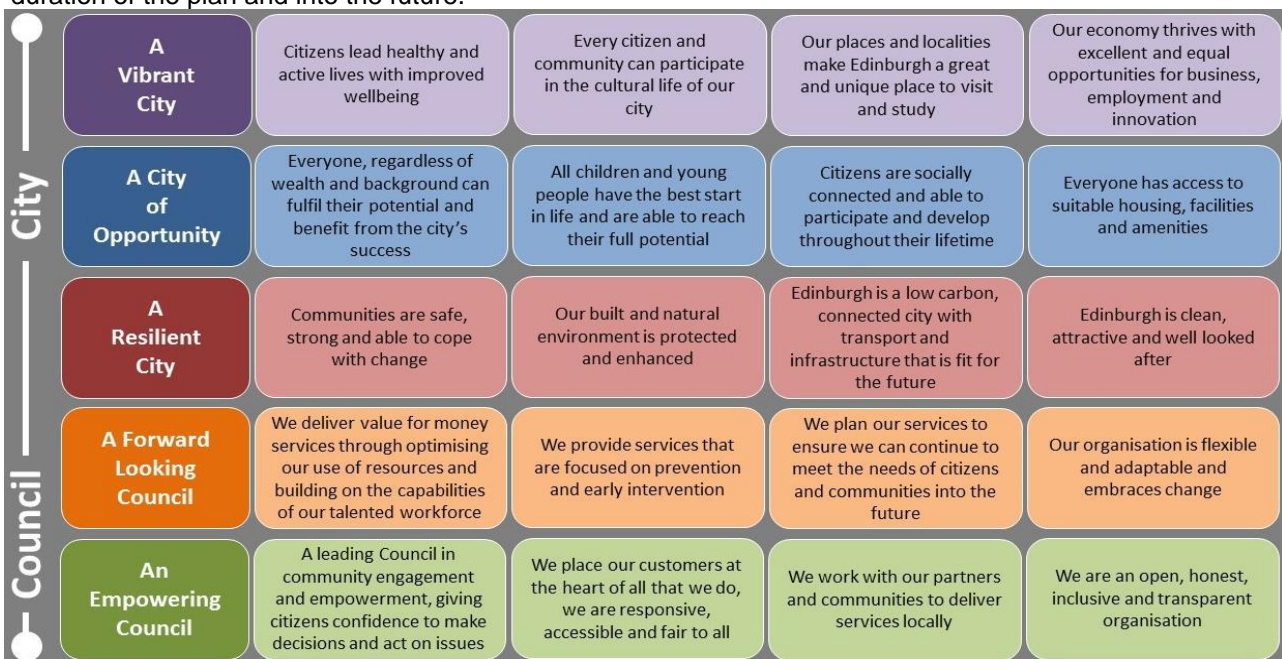 duration of the plan and into the future.
City
Council
A
Vibrant
City
Citizens lead healthy and
active lives with improved
wellbeing
Every citizen and
community can participate
in the cultural life of our
city
Our places and localities
make Edinburgh a great
and unique place to visit
and study
Our economy thrives with
excellent and equal
opportunities for business,
employment and
innovation
A City
of
Opportunity
Everyone, regardless of
wealth and background can
fulfil their potential and
benefit from the city's
success
All children and young
people have the best start
in life and are able to reach
their full potential
Citizens are socially
connected and able to
participate and develop
throughout their lifetime
Everyone has access to
suitable housing, facilities
and amenities
A
Resilient
City
Communities are safe,
strong and able to cope
with change
Our built and natural
environment is protected
and enhanced
Edinburgh is a low carbon,
connected city with
transport and
infrastructure that is fit for
the future
Edinburgh is clean,
attractive and well looked
after
A Forward
Looking
Council
We deliver value for money
services through optimising
our use of resources and
building on the capabilities
of our talented workforce
We provide services that
are focused on prevention
and early intervention
We plan our services to
ensure we can continue to
meet the needs of citizens
and communities into the
future
Our organisation is flexible
and adaptable and
embraces change
An
Empowering
Council
A leading Council in
community engagement
and empowerment, giving
citizens confidence to make
decisions and act on issues
We place our customers at
the heart of all that we do,
we are responsive,
accessible and fair to all
We work with our partners
and communities to deliver
services locally
We are an open, honest,
inclusive and transparent
organisation